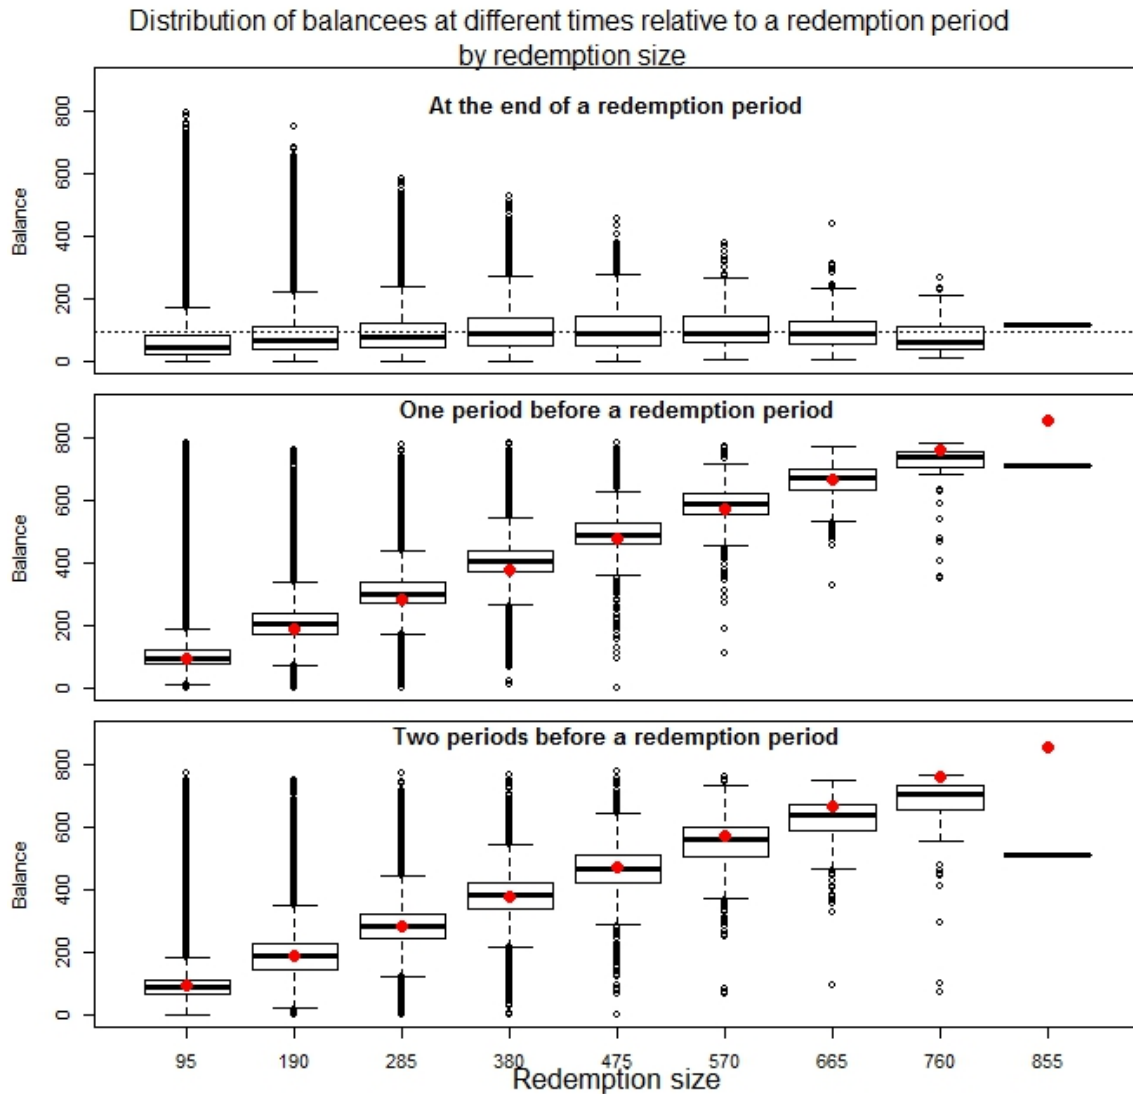 Distribution of balancees at different times relative to a redemption period
by redemption size
At the end of a redemption period
Balance
0 200 400 600 800
One period before a redemption period
Balance
0 200 400 600 800
Two periods before a redemption period
Balance
0 200 400 600 800
95 190 285 380 475 570 665 760 855
Redemption size